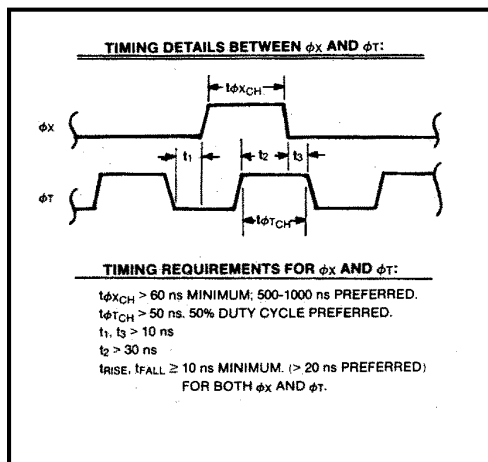 TIMING DETAILS BETWEEN ϕX AND ϕT:
tϕXCH
ϕX
t1
t2
t3
ϕT
tϕTCH
TIMING REQUIREMENTS FOR ϕX AND ϕT:
tϕXCH > 60 ns MINIMUM; 500-1000 ns PREFERRED.
tϕTCH > 50 ns. 50% DUTY CYCLE PREFERRED.
t1, t3 > 10 ns
t2 > 30 ns
tRISE, tFALL ≥ 10 ns MINIMUM. (> 20 ns PREFERRED)
FOR BOTH ϕX AND ϕT.